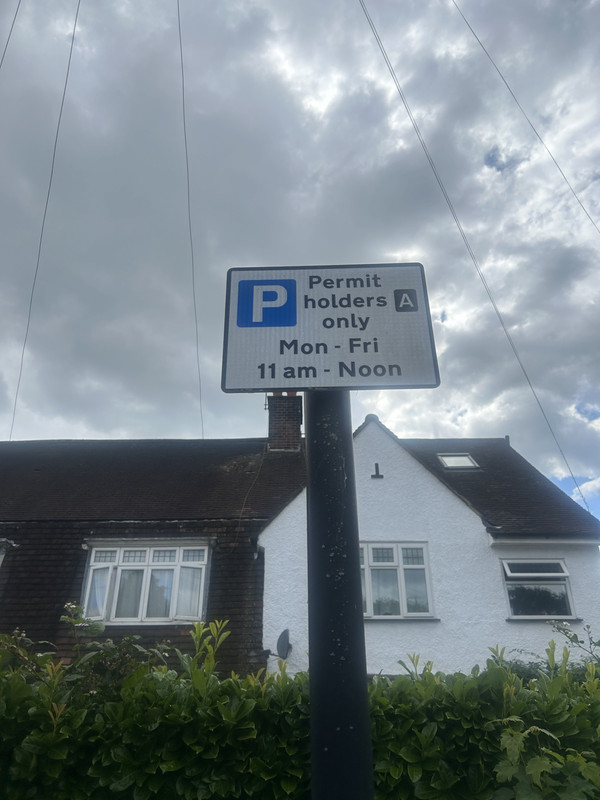 P Permit
holders A
only
Mon - Fri
11 am - Noon